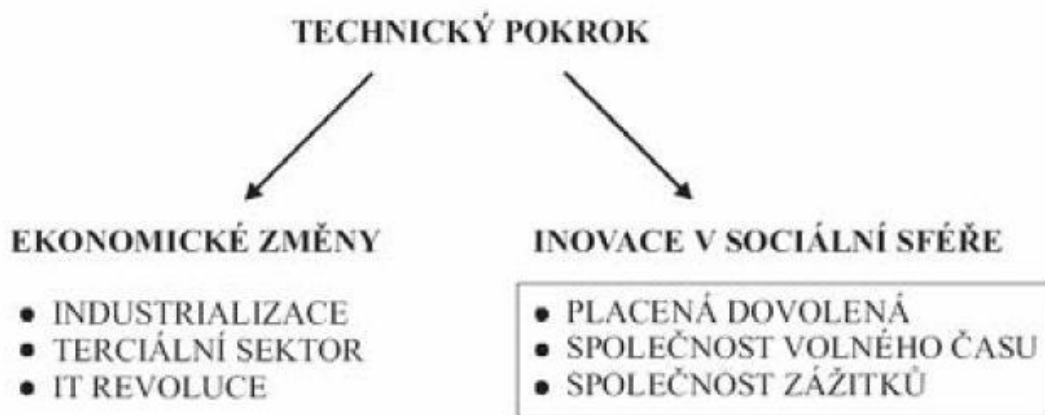 TECHNICKÝ POKROK
EKONOMICKÉ ZMĚNY
• INDUSTRIALIZACE
• TERCIÁLNÍ SEKTOR
• IT REVOLUCE
INOVACE V SOCIÁLNÍ SFÉŘE
• PLACENÁ DOVOLENÁ
• SPOLEČNOST VOLNÉHO ČASU
• SPOLEČNOST ZÁŽITKŮ